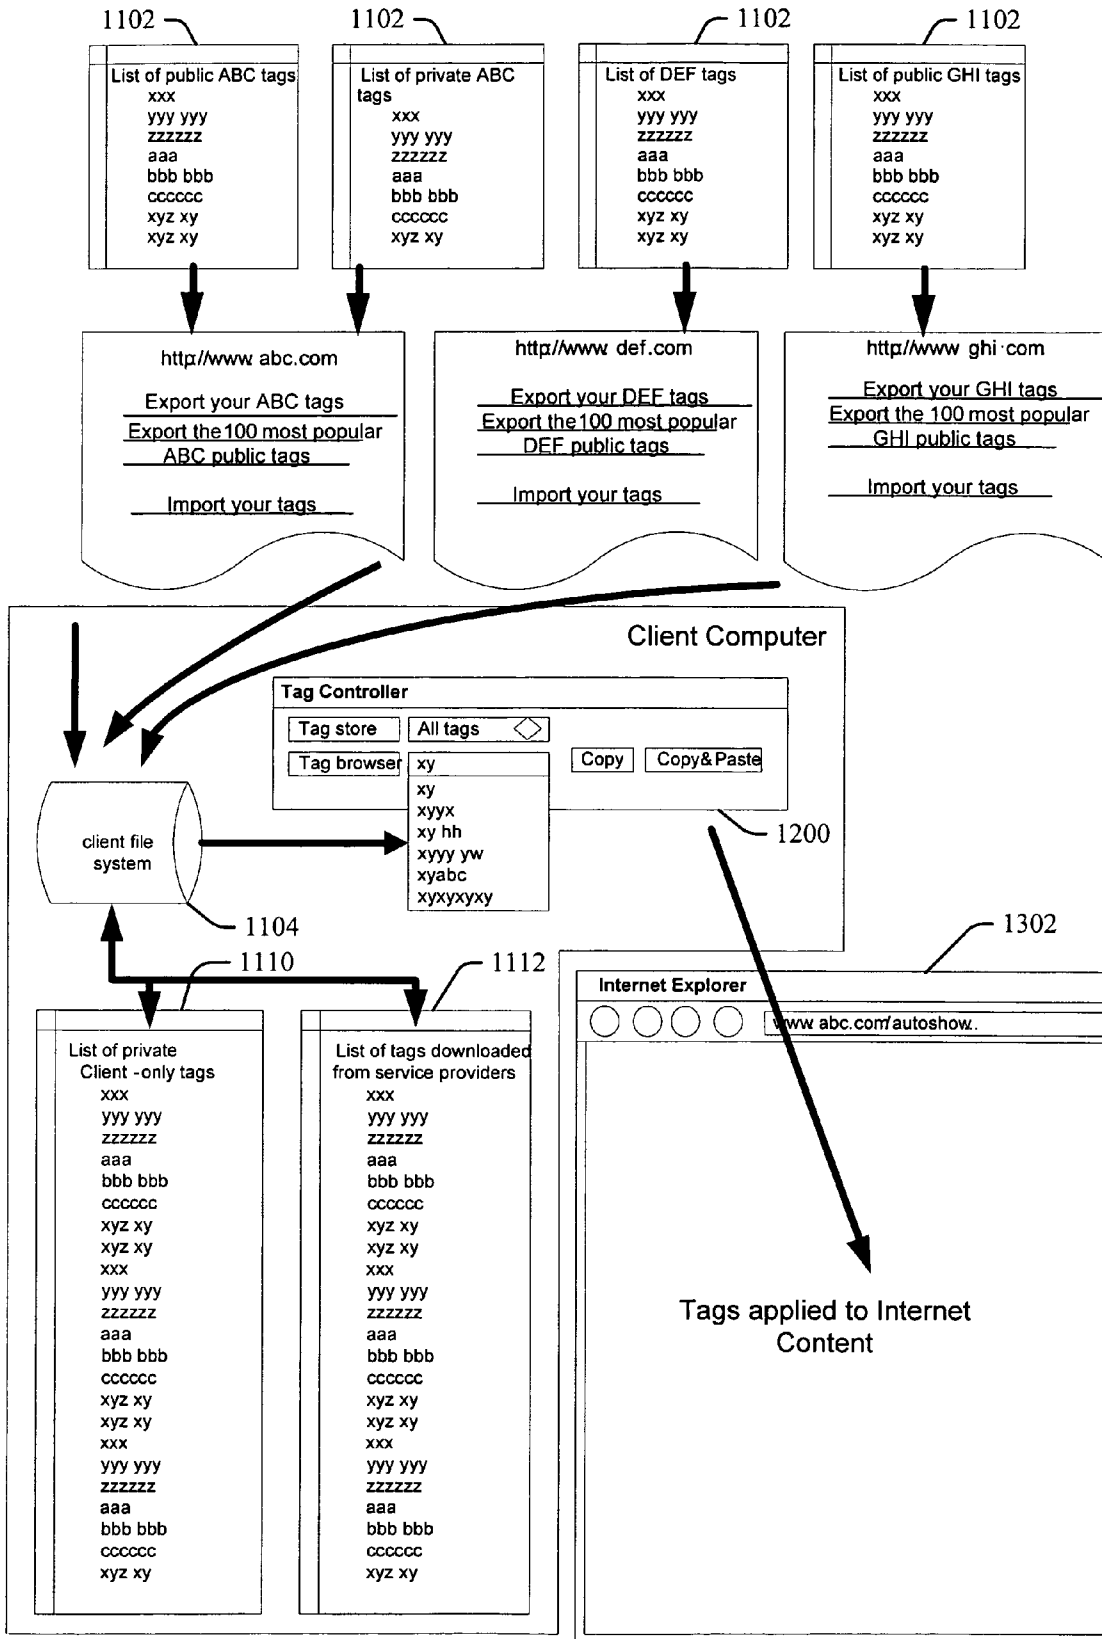 1102
1102
1102
1102
List of public ABC tags
xxx
yyy yyy
zzzzzz
aaa
bbb bbb
cccccc
xyz xy
xyz xy
List of private ABC
tags
xxx
yyy yyy
zzzzzz
aaa
bbb bbb
cccccc
xyz xy
List of DEF tags
xxx
yyy yyy
zzzzzz
aaa
bbb bbb
cccccc
xyz xy
xyz xy
List of public GHI tags
xxx
yyy yyy
zzzzzz
aaa
bbb bbb
cccccc
xyz xy
xyz xy
http://www.abc.com
Export your ABC tags
Export the 100 most popular
ABC public tags
Import your tags
http://www.def.com
Export your DEF tags
Export the 100 most popular
DEF public tags
Import your tags
http://www ghi.com
Export your GHI tags
Export the 100 most popular
GHI public tags
Import your tags
Client Computer
Tag Controller
Tag store
All tags
Tag browser
xy
Copy
Copy&Paste
xy
xyyx
xy hh
xyyy yw
xyabc
xyxyxyxy
1200
client file
system
1104
1110
1112
1302
List of private
Client -only tags
xxx
yyy yyy
zzzzzz
aaa
bbb bbb
cccccc
xyz xy
xyz xy
xxx
yyy yyy
zzzzzz
aaa
bbb bbb
cccccc
xyz xy
xyz xy
xxx
yyy yyy
zzzzzz
aaa
bbb bbb
cccccc
xyz xy
List of tags downloaded
from service providers
xxx
yyy yyy
zzzzzz
aaa
bbb bbb
cccccc
xyz xy
xyz xy
xxx
yyy yyy
zzzzzz
aaa
bbb bbb
cccccc
xyz xy
xyz xy
xxx
yyy yyy
zzzzzz
aaa
bbb bbb
cccccc
xyz xy
Internet Explorer
www.abc.com/autoshow..
Tags applied to Internet
Content